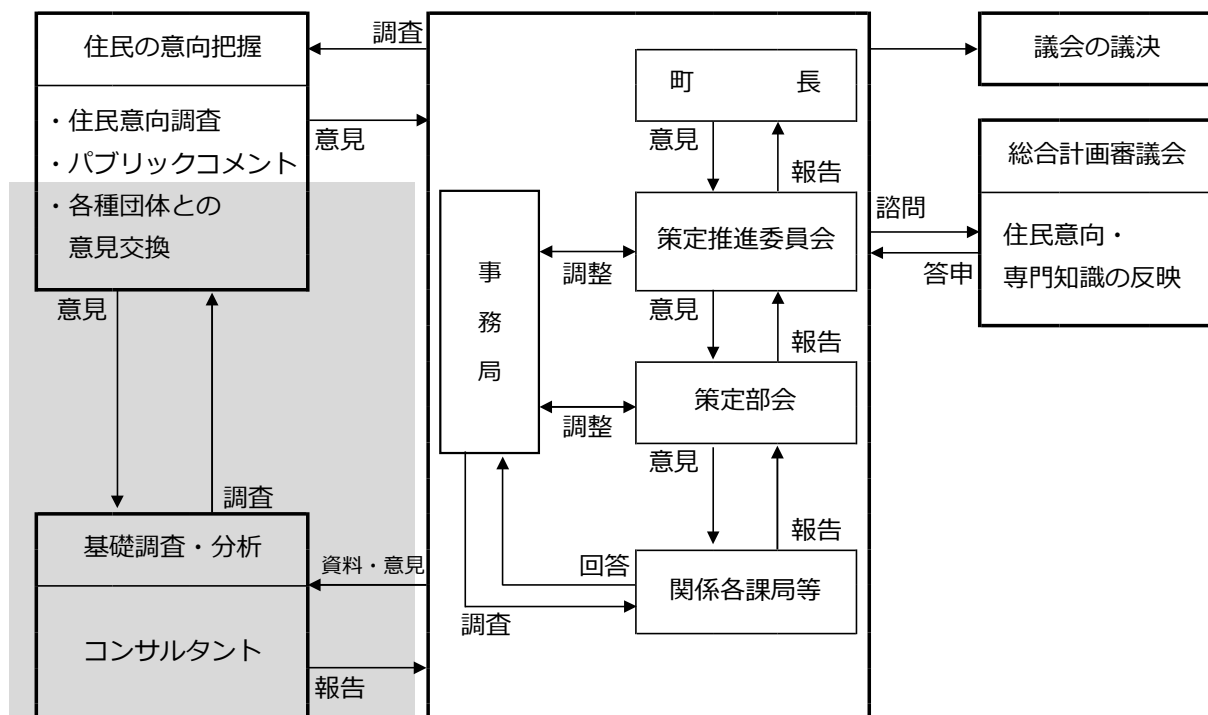 住民の意向把握
・住民意向調査
・パブリックコメント
・各種団体との
意見交換
調査
意見
意見
調査
基礎調査・分析
コンサルタント
資料・意見
報告
事
務
局
町　　　長
意見
報告
策定推進委員会
調整
意見
報告
策定部会
調整
意見
報告
関係各課局等
回答
調査
議会の議決
総合計画審議会
住民意向・
専門知識の反映
諮問
答申